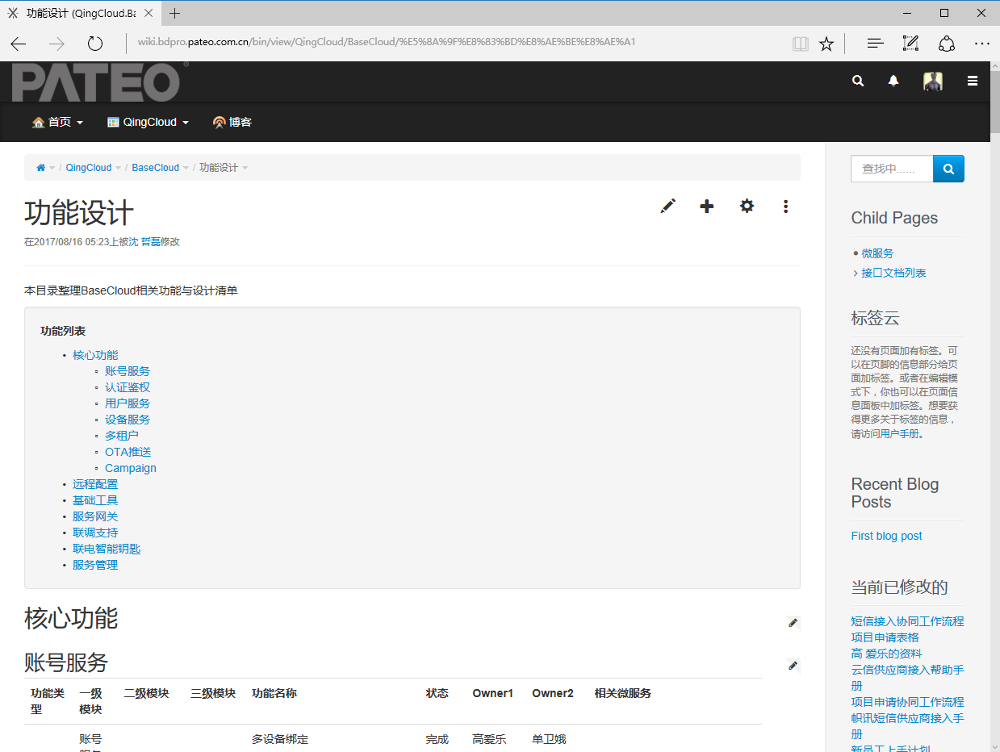 功能设计 (QingCloud.Ba
wiki.bdpro.pateo.com.cn/bin/view/QingCloud/BaseCloud/%E5%8A%9F%E8%83%BD%E8%AE%BE%E8%AE%A1
PATEO®
首页 QingCloud 博客
/ QingCloud / BaseCloud / 功能设计
功能设计
在2017/08/16 05:23上被沈 哲磊修改
本目录整理BaseCloud相关功能与设计清单
功能列表
• 核心功能
▫ 账号服务
▫ 认证鉴权
▫ 用户服务
▫ 设备服务
▫ 多租户
▫ OTA推送
▫ Campaign
• 远程配置
• 基础工具
• 服务网关
• 联调支持
• 联电智能钥匙
• 服务管理
核心功能
账号服务
功能类 一级 二级模块 三级模块 功能名称 状态 Owner1 Owner2 相关微服务
型 模块
账号 多设备绑定 完成 高爱乐 单卫娥
服务
查找中......
Child Pages
• 微服务
› 接口文档列表
标签云
还没有页面加有标签。可
以在页脚的信息部分给页
面加标签。或者在编辑模
式下，你也可以在页面信
息面板中加标签。想要获
得更多关于标签的信息，
请访问用户手册。
Recent Blog
Posts
First blog post
当前已修改的
短信接入协同工作流程
项目申请表格
高 爱乐的资料
云信供应商接入帮助手
册
项目申请协同工作流程
帜讯短信供应商接入手
册
新员工上手计划